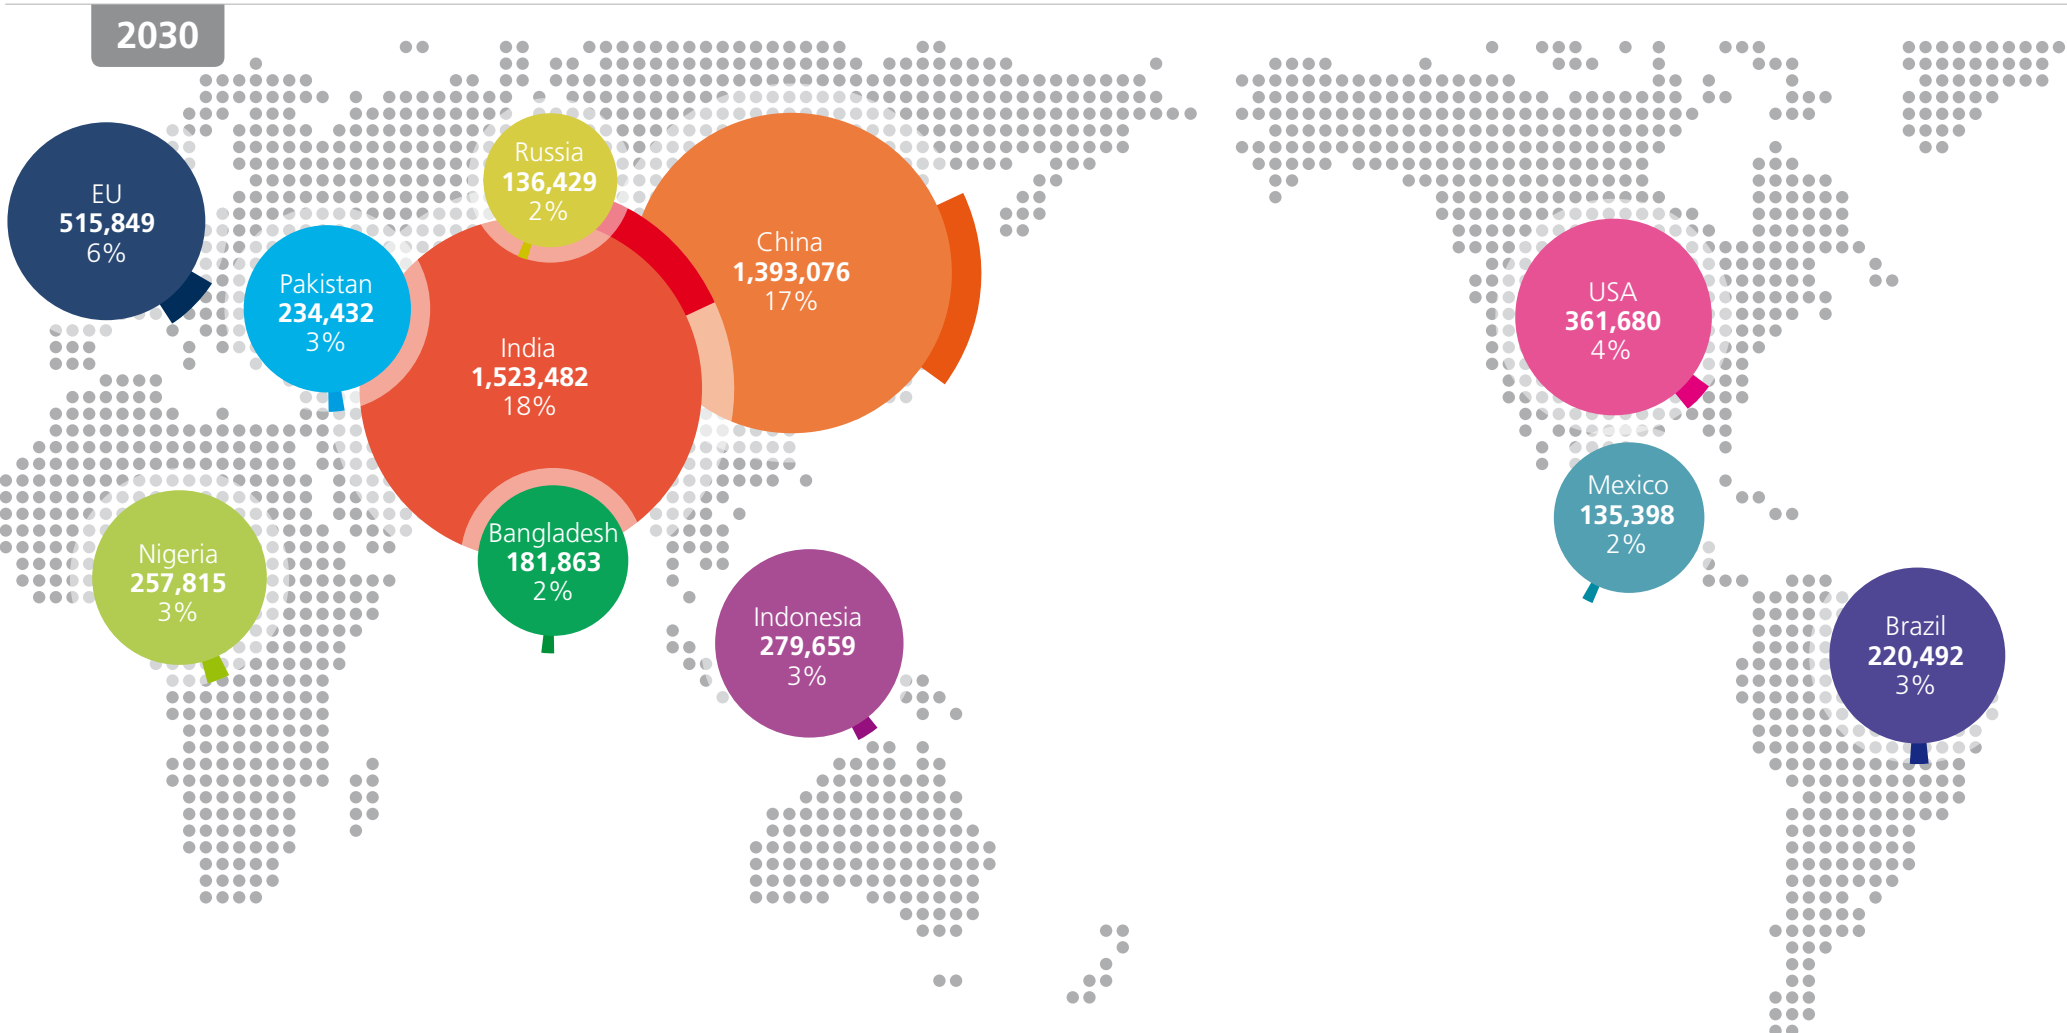 2030
EU
515,849
6%
Pakistan
234,432
3%
Russia
136,429
2%
China
1,393,076
17%
India
1,523,482
18%
Bangladesh
181,863
2%
Nigeria
257,815
3%
Indonesia
279,659
3%
USA
361,680
4%
Mexico
135,398
2%
Brazil
220,492
3%